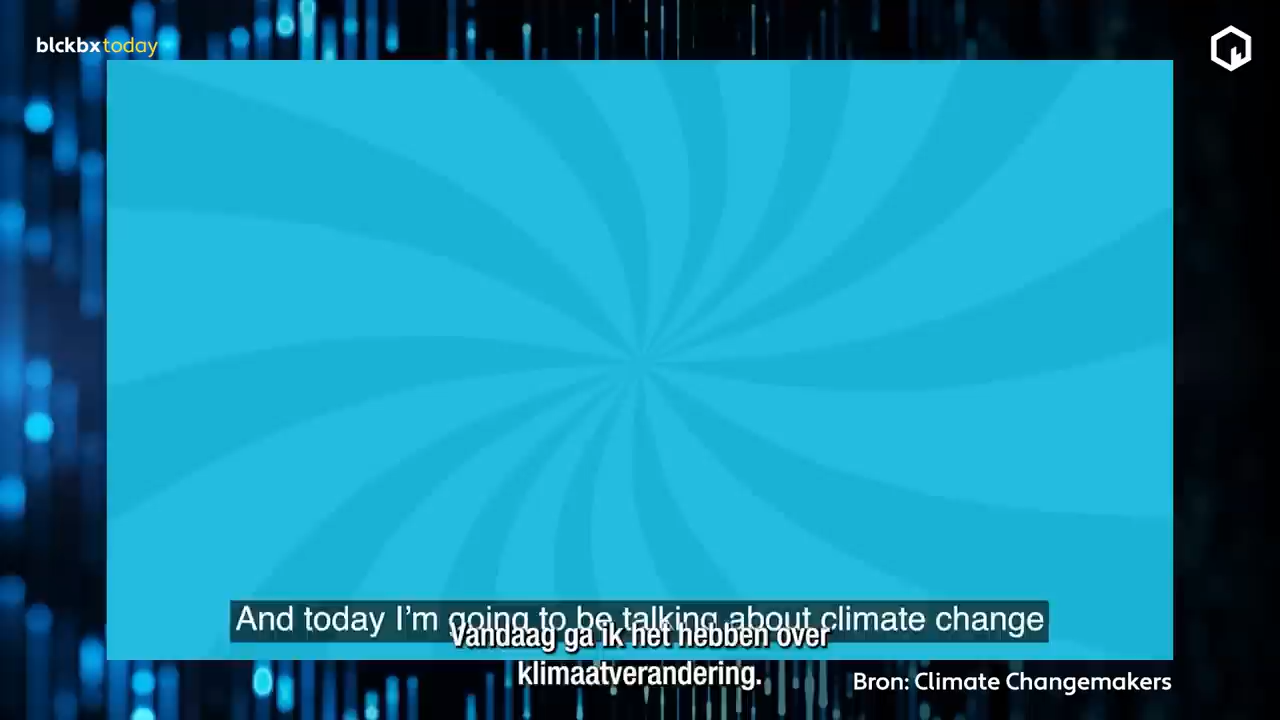 blckbxtoday
And today I'm going to be talking about climate change
Vandaag ga ik het hebben over
klimaatverandering.
Bron: Climate Changemakers